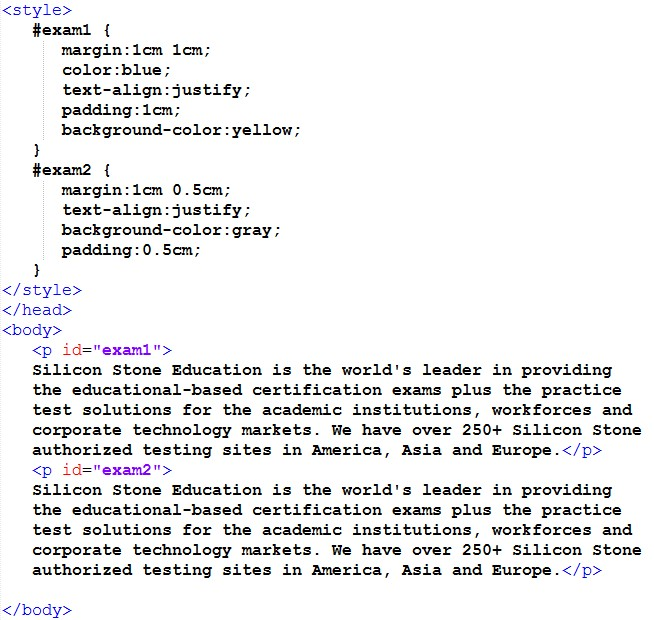 <style>
#exam1 {
margin:1cm 1cm;
color:blue;
text-align:justify;
padding:1cm;
background-color:yellow;
}
#exam2 {
margin:1cm 0.5cm;
text-align:justify;
background-color:gray;
padding:0.5cm;
}
</style>
</head>
<body>
<p id="exam1">
Silicon Stone Education is the world's leader in providing
the educational-based certification exams plus the practice
test solutions for the academic institutions, workforces and
corporate technology markets. We have over 250+ Silicon Stone
authorized testing sites in America, Asia and Europe.</p>
<p id="exam2">
Silicon Stone Education is the world's leader in providing
the educational-based certification exams plus the practice
test solutions for the academic institutions, workforces and
corporate technology markets. We have over 250+ Silicon Stone
authorized testing sites in America, Asia and Europe.</p>
</body>